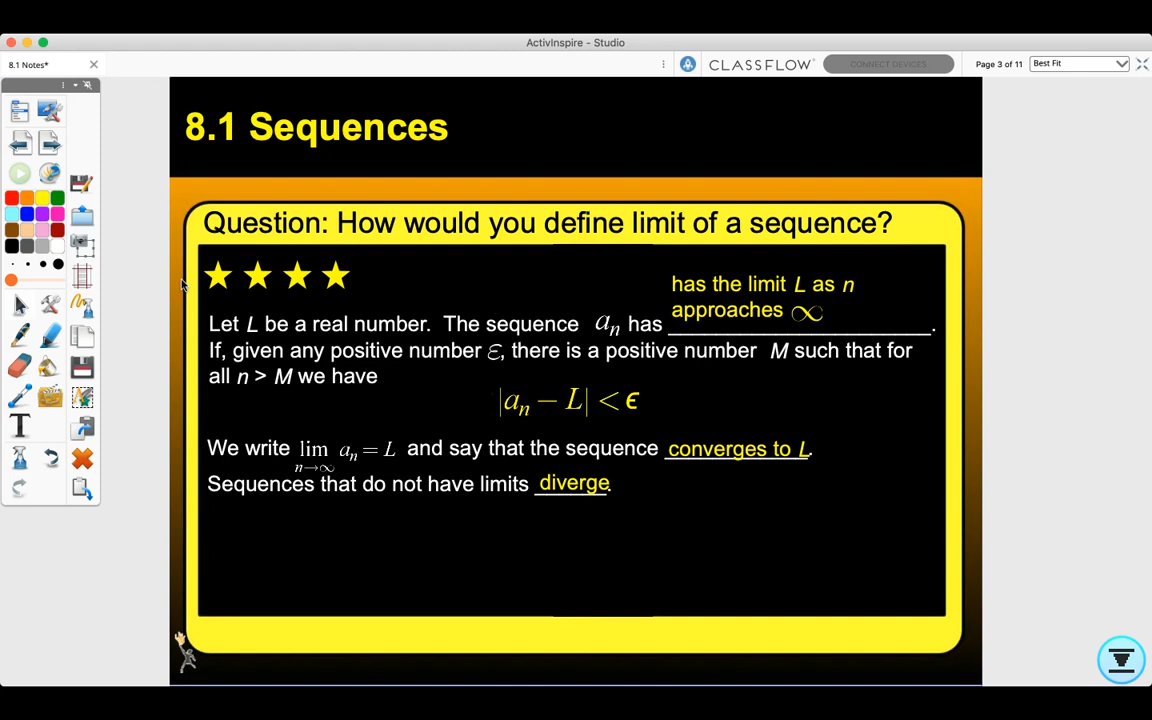 ActivInspire - Studio
8.1 Notes*
CLASSFLOW
CONNECT DEVICES
Page 3 of 11
Best Fit
8.1 Sequences
Question: How would you define limit of a sequence?
has the limit L as n
approaches ∞
Let L be a real number. The sequence aₙ has ______________________.
If, given any positive number ε, there is a positive number M such that for
all n > M we have
|aₙ − L| < ϵ
We write lim n→∞ aₙ = L and say that the sequence converges to L.
Sequences that do not have limits diverge.